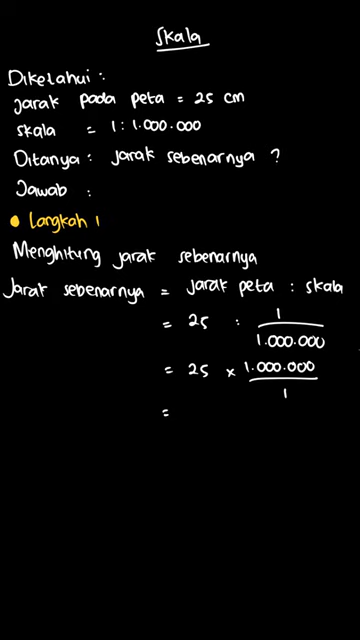 Skala
Dikelahui :
Jarak pada peta = 25 cm
skala = 1 : 1.000.000
Ditanya : Jarak sebenarnya ?
Jawab :
• Langkah 1
Menghitung jarak sebenarnya
Jarak sebenarnya = jarak peta : skala
= 25 : 1 / 1.000.000
= 25 × 1.000.000 / 1
=